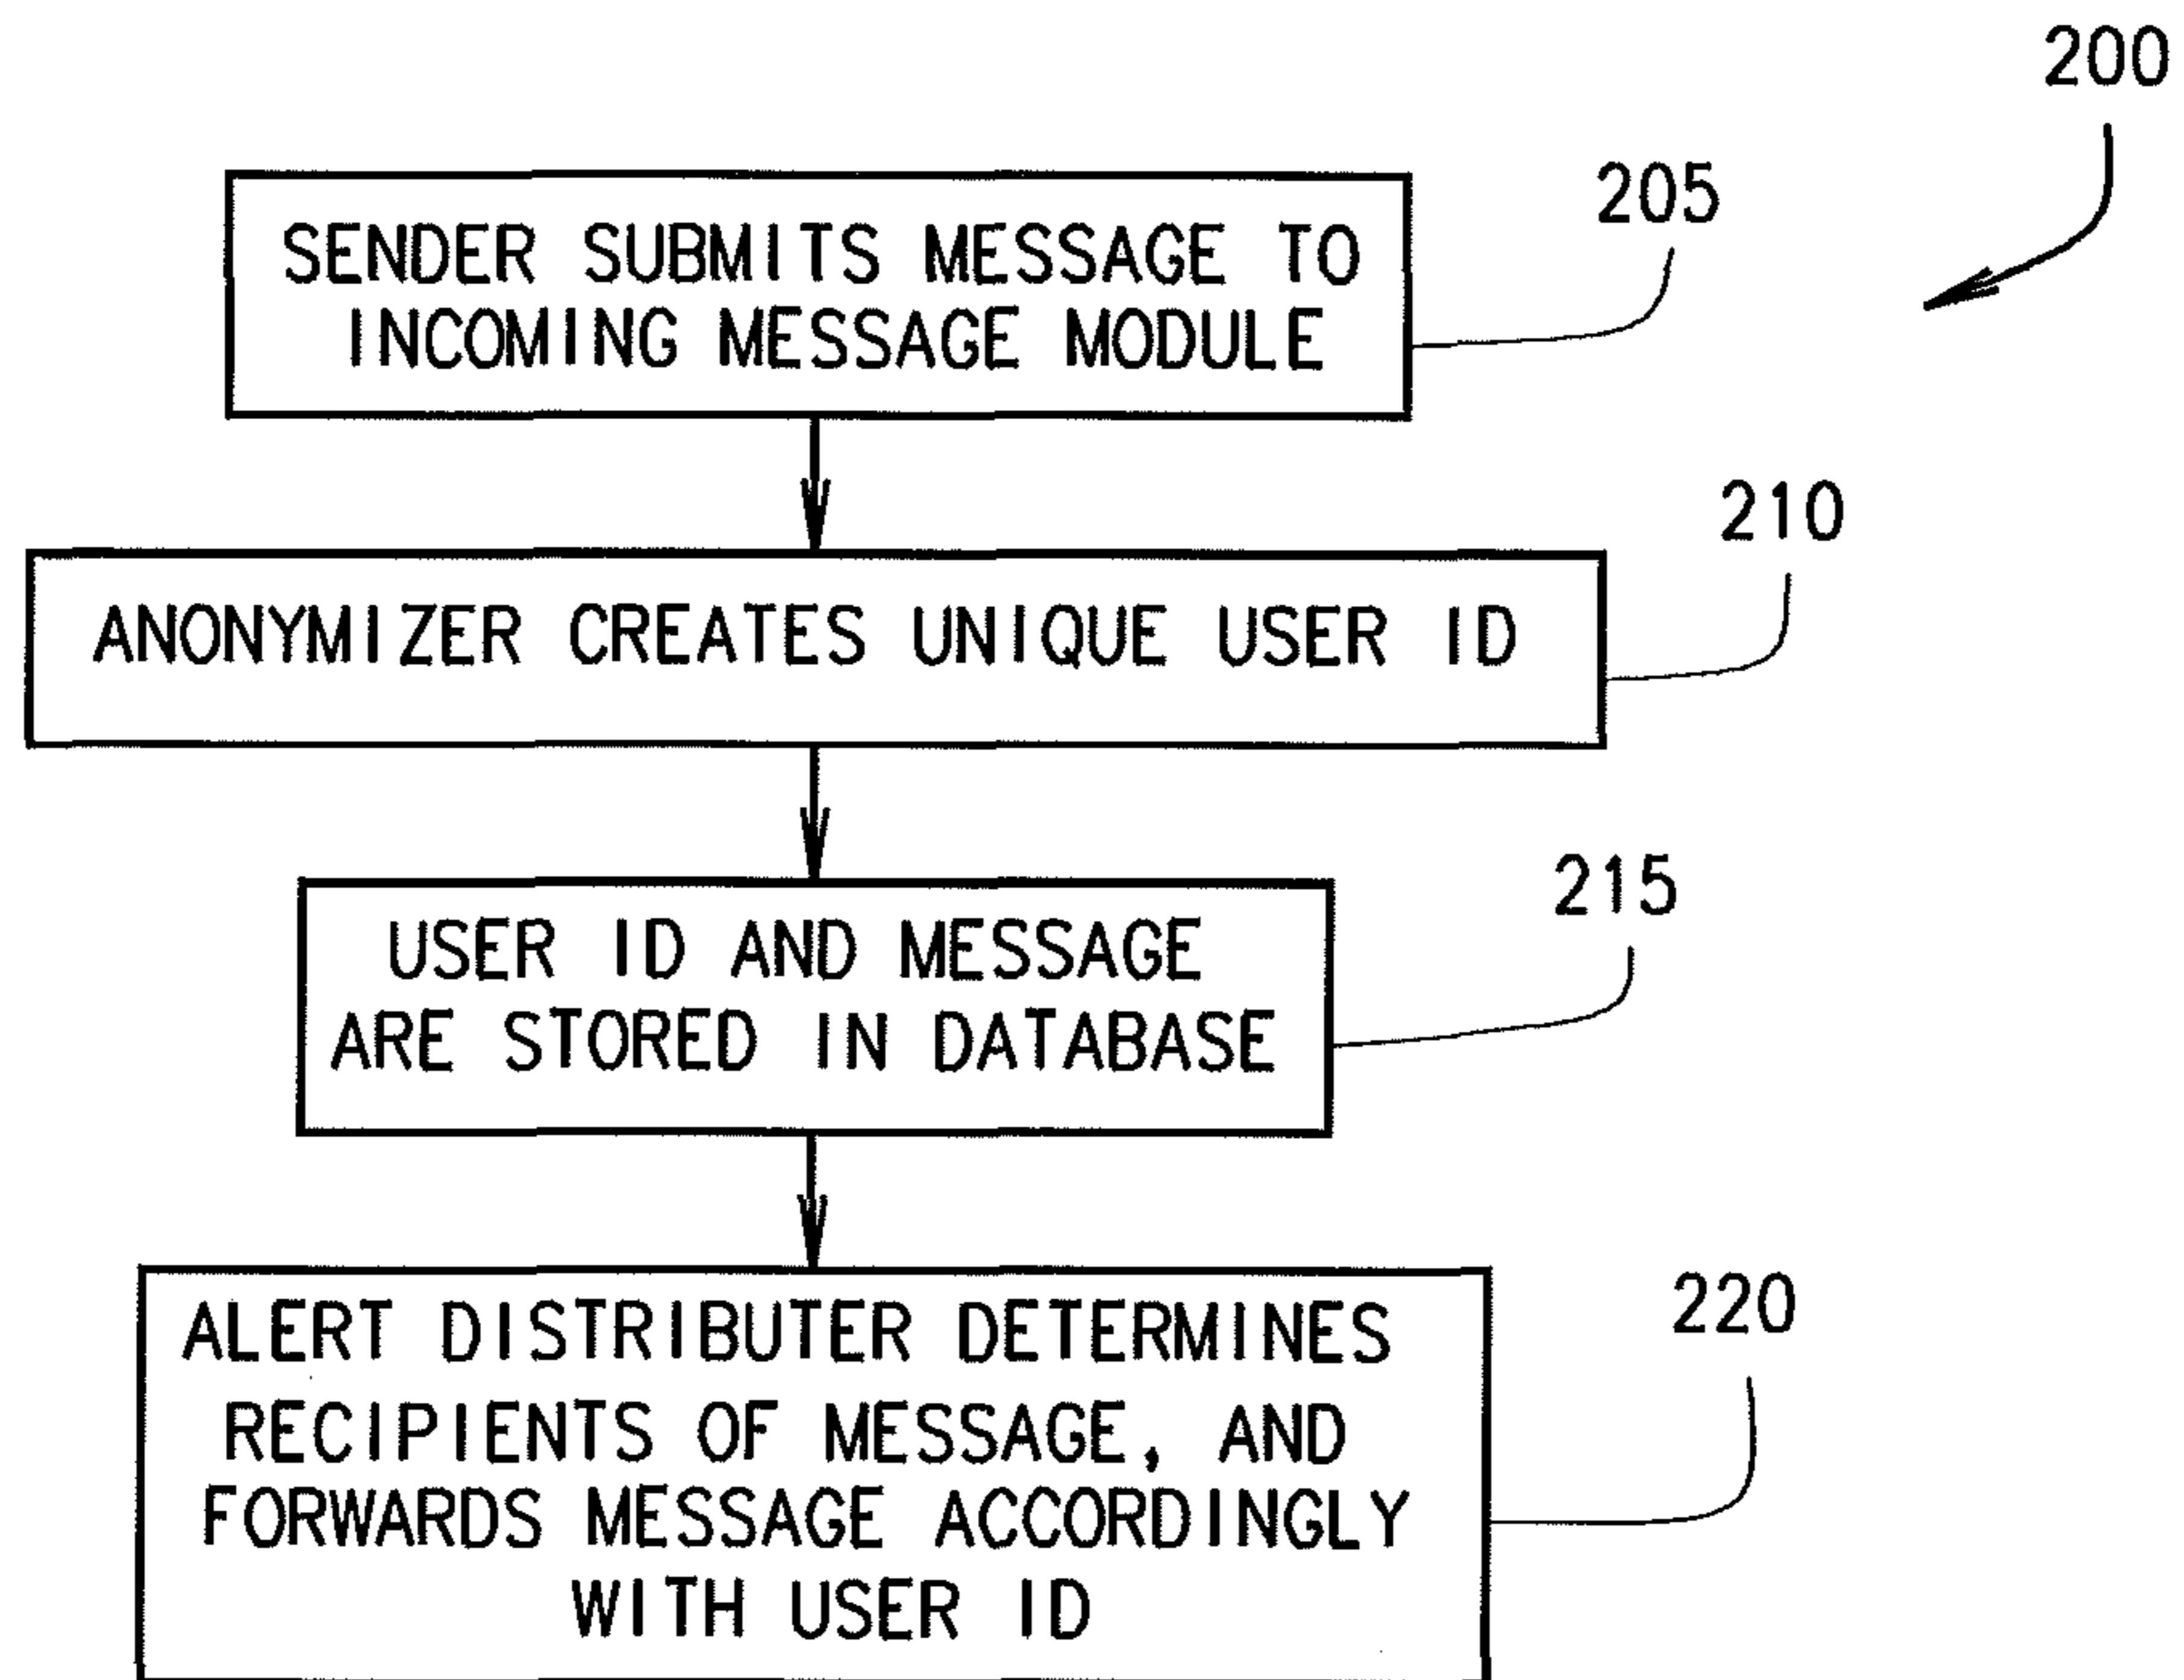 200
205
SENDER SUBMITS MESSAGE TO
INCOMING MESSAGE MODULE
210
ANONYMIZER CREATES UNIQUE USER ID
215
USER ID AND MESSAGE
ARE STORED IN DATABASE
220
ALERT DISTRIBUTER DETERMINES
RECIPIENTS OF MESSAGE, AND
FORWARDS MESSAGE ACCORDINGLY
WITH USER ID